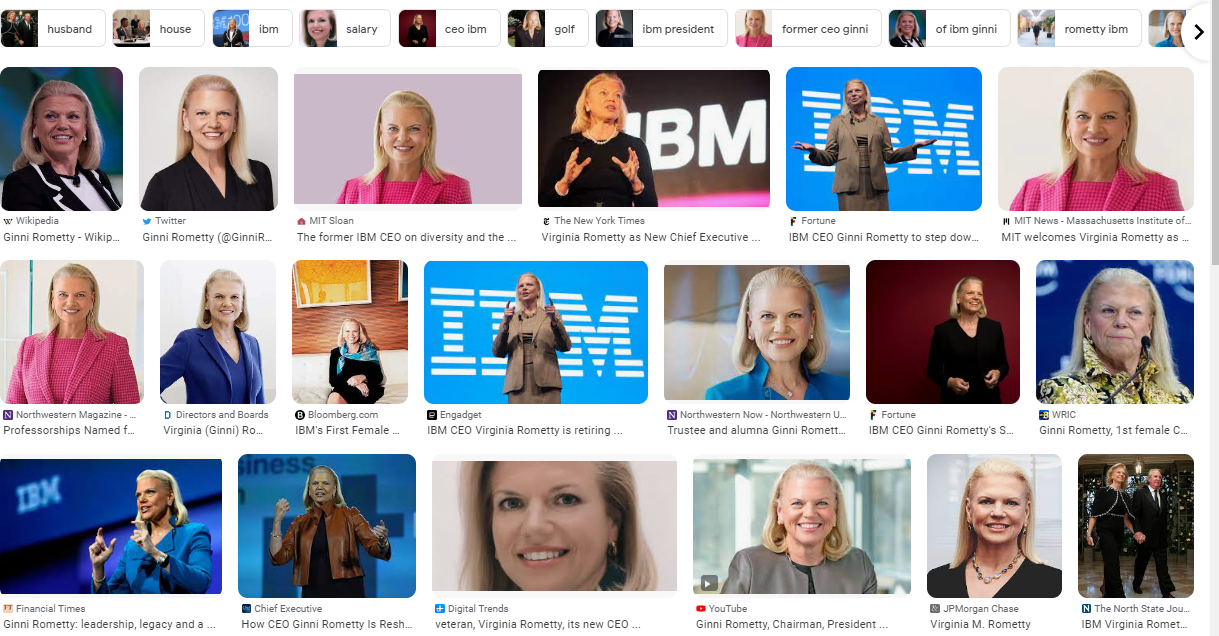 husband
house
ibm
salary
ceo ibm
golf
ibm president
former ceo ginni
of ibm ginni
rometty ibm
IBM
IBM
Wikipedia
Twitter
MIT Sloan
The New York Times
Fortune
MIT News - Massachusetts Institute of...
Ginni Rometty - Wikip...
Ginni Rometty (@GinniR...
The former IBM CEO on diversity and the ...
Virginia Rometty as New Chief Executive ...
IBM CEO Ginni Rometty to step dow...
MIT welcomes Virginia Rometty as ...
IBM
Northwestern Magazine - ...
Directors and Boards
Bloomberg.com
Engadget
Northwestern Now - Northwestern U...
Fortune
WRIC
Professorships Named f...
Virginia (Ginni) Ro...
IBM's First Female ...
IBM CEO Virginia Rometty is retiring ...
Trustee and alumna Ginni Romett...
IBM CEO Ginni Rometty's S...
Ginni Rometty, 1st female C...
IBM
siness
Financial Times
Chief Executive
Digital Trends
YouTube
JPMorgan Chase
The North State Jou...
Ginni Rometty: leadership, legacy and a ...
How CEO Ginni Rometty Is Resh...
veteran, Virginia Rometty, its new CEO ...
Ginni Rometty, Chairman, President ...
Virginia M. Rometty
IBM Virginia Romet...